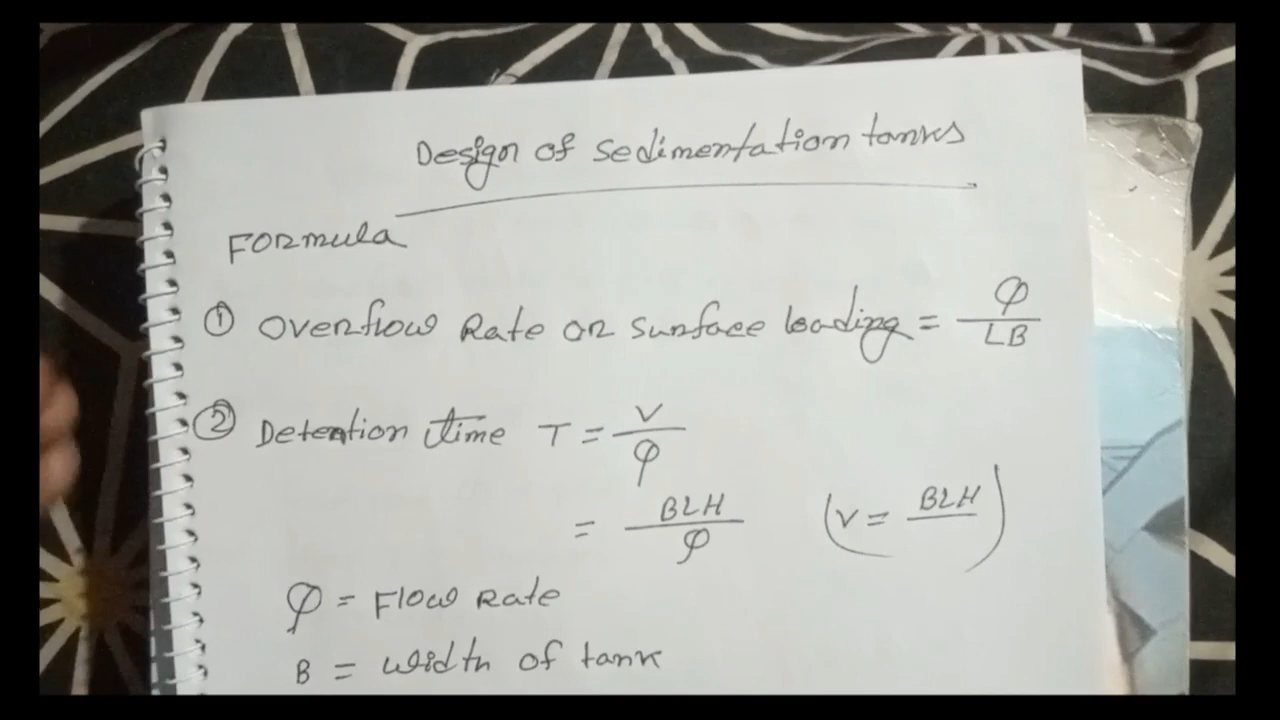 Design of Sedimentation tanks
Formula
① Overflow Rate or surface loading = Q / LB
② Detention time T = V / Q
= BLH / Q (V = BLH)
Q = Flow Rate
B = width of tank